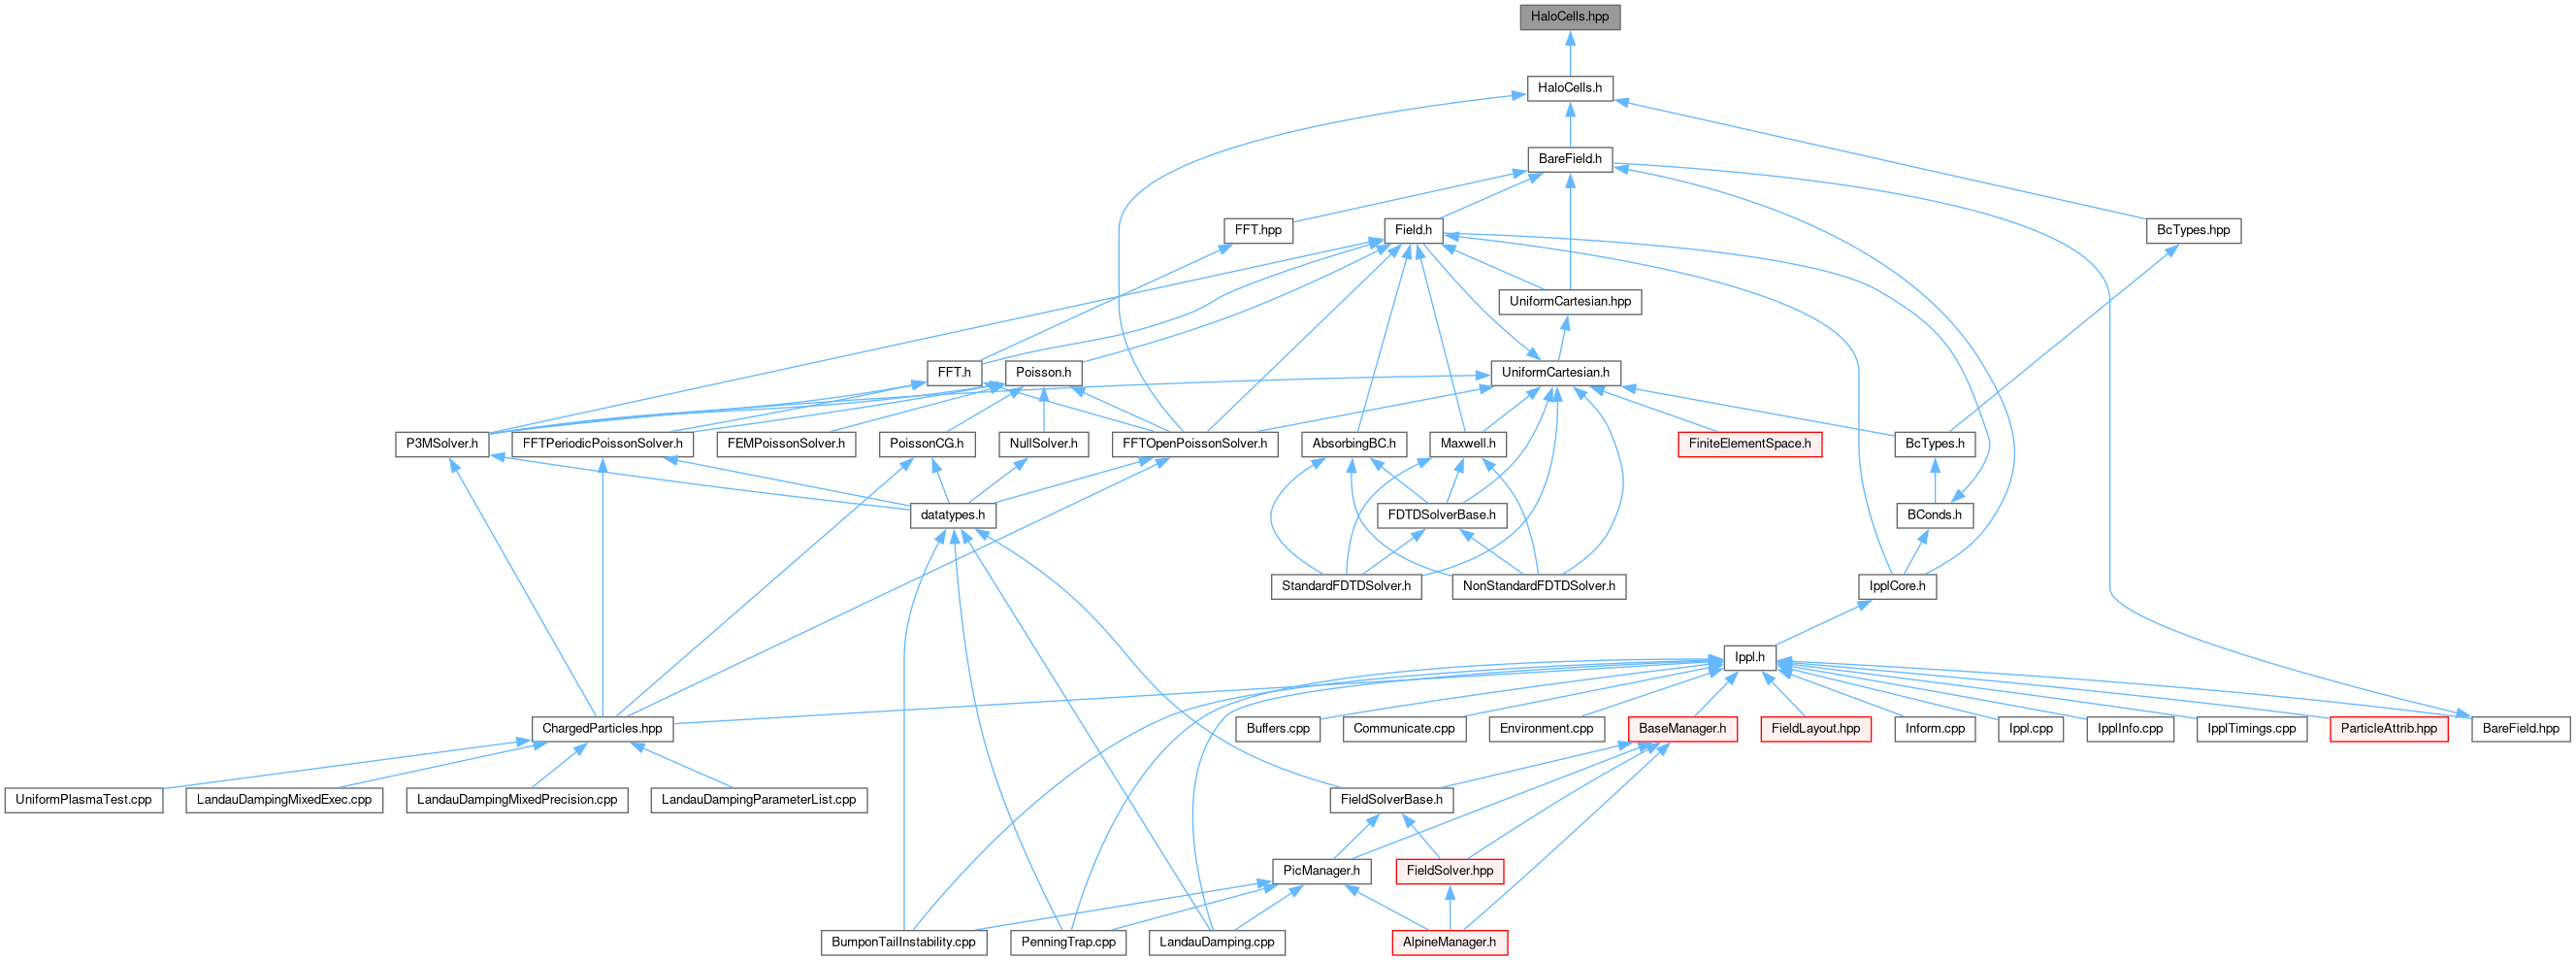 HaloCells.hpp
HaloCells.h
BareField.h
FFT.hpp
Field.h
BcTypes.hpp
UniformCartesian.hpp
FFT.h
Poisson.h
UniformCartesian.h
P3MSolver.h
FFTPeriodicPoissonSolver.h
FEMPoissonSolver.h
PoissonCG.h
NullSolver.h
FFTOpenPoissonSolver.h
AbsorbingBC.h
Maxwell.h
FiniteElementSpace.h
BcTypes.h
datatypes.h
FDTDSolverBase.h
BConds.h
StandardFDTDSolver.h
NonStandardFDTDSolver.h
IpplCore.h
Ippl.h
ChargedParticles.hpp
Buffers.cpp
Communicate.cpp
Environment.cpp
BaseManager.h
FieldLayout.hpp
Inform.cpp
Ippl.cpp
IpplInfo.cpp
IpplTimings.cpp
ParticleAttrib.hpp
BareField.hpp
UniformPlasmaTest.cpp
LandauDampingMixedExec.cpp
LandauDampingMixedPrecision.cpp
LandauDampingParameterList.cpp
FieldSolverBase.h
PicManager.h
FieldSolver.hpp
BumponTailInstability.cpp
PenningTrap.cpp
LandauDamping.cpp
AlpineManager.h